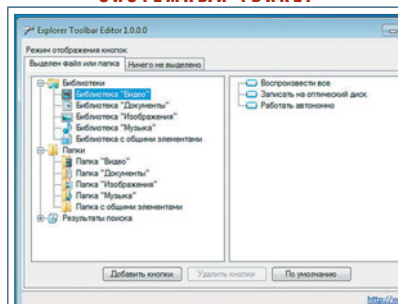 Explorer Toolbar Editor 1.0.0.0
Режим отображения кнопок
Выделен файл или папка
Ничего не выделено
Библиотеки
Библиотека "Видео"
Библиотека "Документы"
Библиотека "Изображения"
Библиотека "Музыка"
Библиотека с общими элементами
Папки
Папка "Видео"
Папка "Документы"
Папка "Изображения"
Папка "Музыка"
Папка с общими элементами
Результаты поиска
Воспроизвести все
Записать на оптический диск
Работать автономно
Добавить кнопки
Удалить кнопки
По умолчанию
http://w